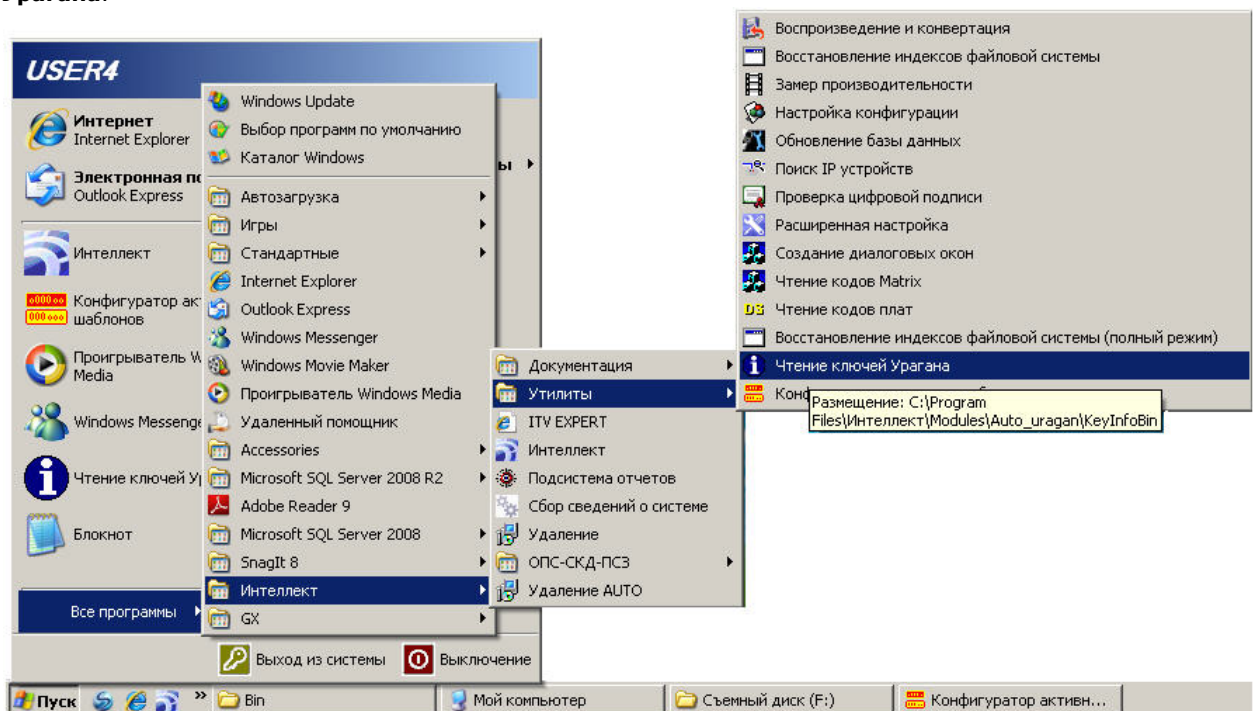 Урагана.
USER4
Интернет
Internet Explorer
Электронная
Outlook Express
Интеллект
Конфигуратор
шаблонов
Проигрыватель W
Media
Windows Messenge
Чтение ключей У
Блокнот
Все программы
Выход из системы
Выключение
Windows Update
Выбор программ по умолчанию
Каталог Windows
ы
Автозагрузка
Игры
Стандартные
Internet Explorer
Outlook Express
Windows Messenger
Windows Movie Maker
Проигрыватель Windows Media
Удаленный помощник
Accessories
Microsoft SQL Server 2008 R2
Adobe Reader 9
Microsoft SQL Server 2008
SnagIt 8
Интеллект
GX
Документация
Утилиты
ITV EXPERT
Интеллект
Подсистема отчетов
Сбор сведений о системе
Удаление
ОПС-СКД-ПСЗ
Удаление AUTO
Воспроизведение и конвертация
Восстановление индексов файловой системы
Замер производительности
Настройка конфигурации
Обновление базы данных
Поиск IP устройств
Проверка цифровой подписи
Расширенная настройка
Создание диалоговых окон
Чтение кодов Matrix
Чтение кодов плат
Восстановление индексов файловой системы (полный режим)
Чтение ключей Урагана
Размещение: C:\Program
Files\Интеллект\Modules\Auto_uragan\KeyInfoBin
Пуск
»
Bin
Мой компьютер
Съемный диск (F:)
Конфигуратор активн...